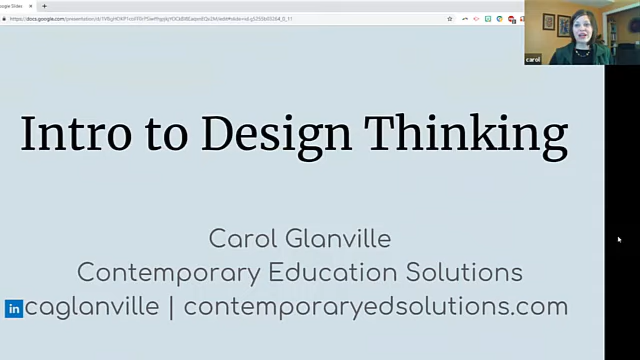 carol
Intro to Design Thinking
Carol Glanville
Contemporary Education Solutions
in caglanville | contemporaryedsolutions.com